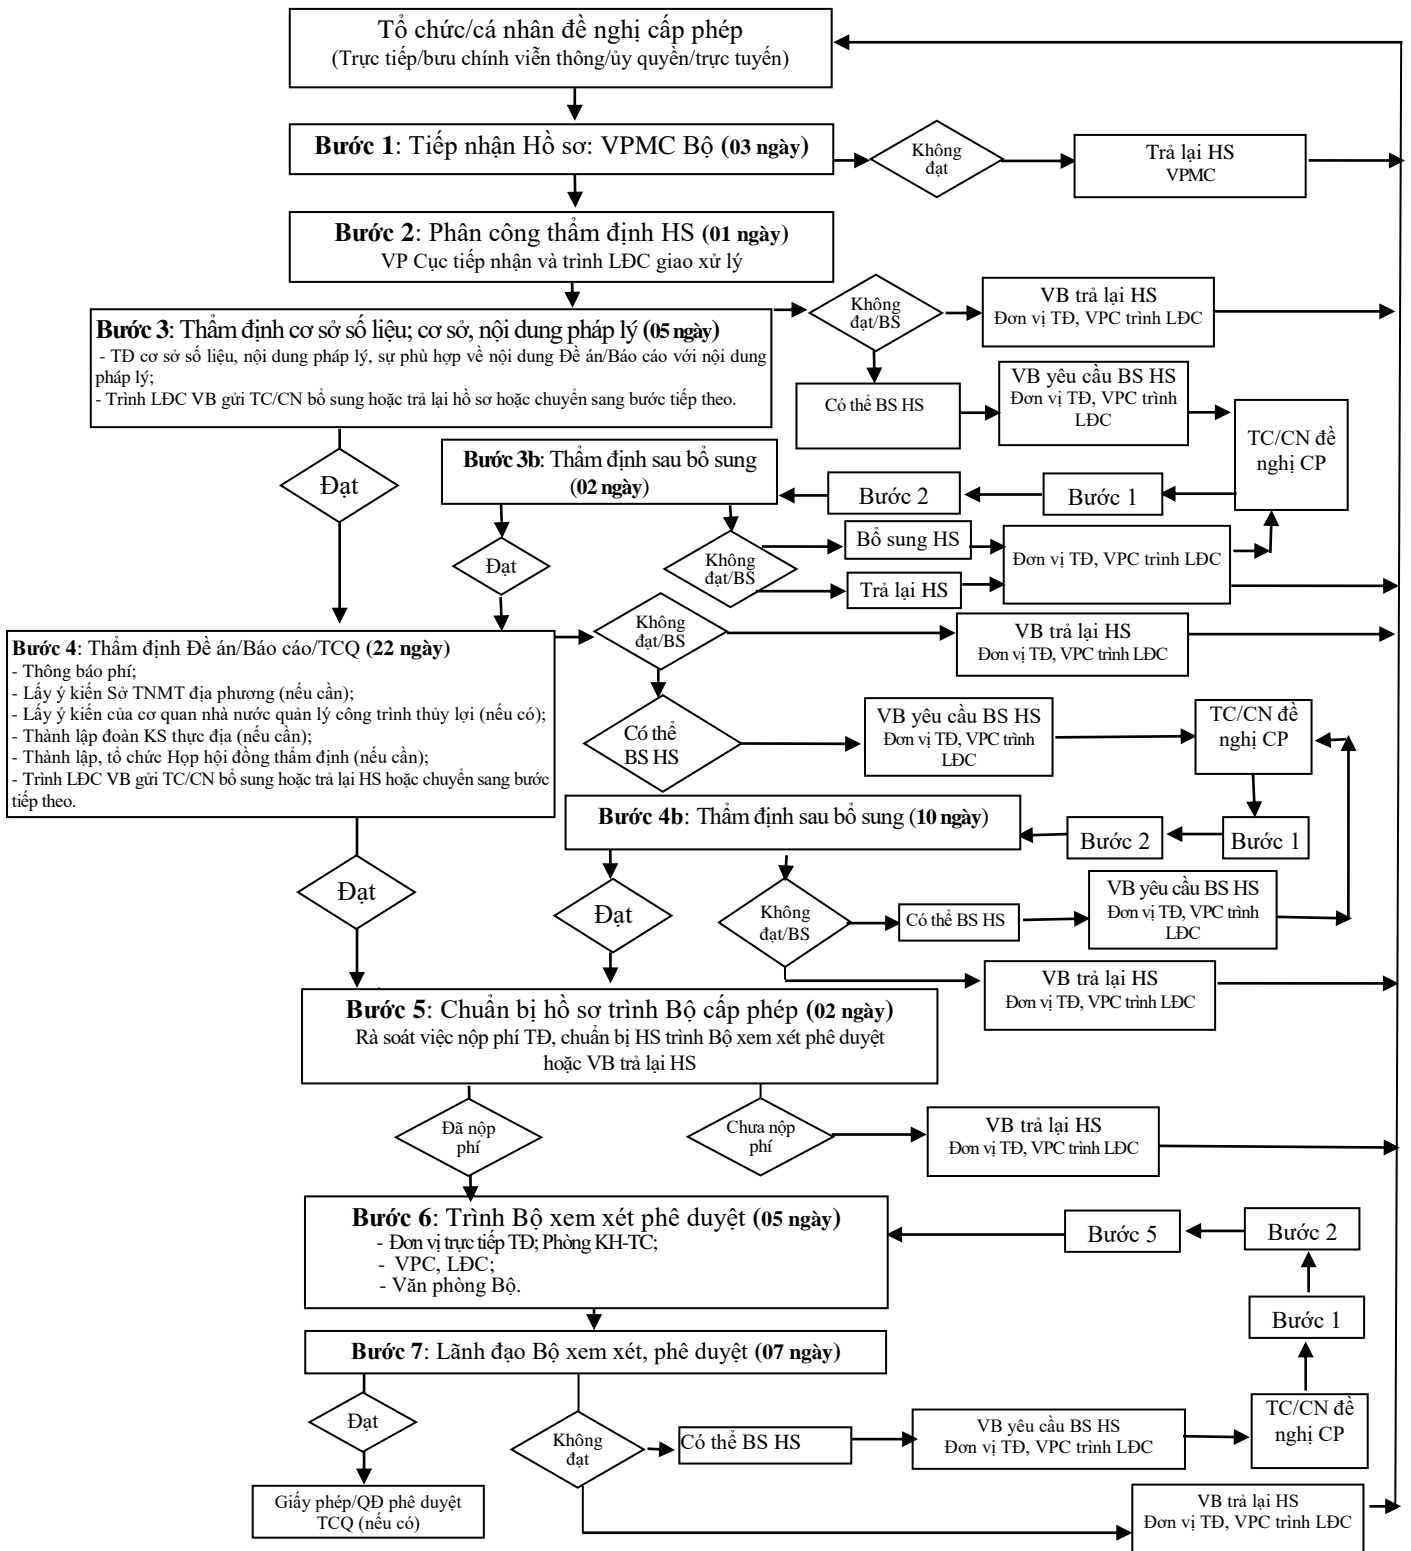 Tổ chức/cá nhân đề nghị cấp phép
(Trực tiếp/bưu chính viễn thông/ủy quyền/trực tuyến)
Bước 1: Tiếp nhận Hồ sơ: VPMC Bộ (03 ngày)
Không
đạt
Trả lại HS
VPMC
Bước 2: Phân công thẩm định HS (01 ngày)
VP Cục tiếp nhận và trình LĐC giao xử lý
Bước 3: Thẩm định cơ sở số liệu; cơ sở, nội dung pháp lý (05 ngày)
- TĐ cơ sở số liệu, nội dung pháp lý, sự phù hợp về nội dung Đề án/Báo cáo với nội dung
pháp lý;
- Trình LĐC VB gửi TC/CN bổ sung hoặc trả lại hồ sơ hoặc chuyển sang bước tiếp theo.
Không
đạt/BS
VB trả lại HS
Đơn vị TĐ, VPC trình LĐC
Có thể BS HS
VB yêu cầu BS HS
Đơn vị TĐ, VPC trình
LĐC
TC/CN đề
nghị CP
Đạt
Bước 3b: Thẩm định sau bổ sung
(02 ngày)
Bước 2
Bước 1
Đạt
Không
đạt/BS
Bổ sung HS
Trả lại HS
Đơn vị TĐ, VPC trình LĐC
Bước 4: Thẩm định Đề án/Báo cáo/TCQ (22 ngày)
- Thông báo phí;
- Lấy ý kiến Sở TNMT địa phương (nếu cần);
- Lấy ý kiến của cơ quan nhà nước quản lý công trình thủy lợi (nếu có);
- Thành lập đoàn KS thực địa (nếu cần);
- Thành lập, tổ chức Họp hội đồng thẩm định (nếu cần);
- Trình LĐC VB gửi TC/CN bổ sung hoặc trả lại HS hoặc chuyển sang bước
tiếp theo.
Không
đạt/BS
VB trả lại HS
Đơn vị TĐ, VPC trình LĐC
Có thể
BS HS
VB yêu cầu BS HS
Đơn vị TĐ, VPC trình
LĐC
TC/CN đề
nghị CP
Bước 4b: Thẩm định sau bổ sung (10 ngày)
Bước 2
Bước 1
Đạt
Đạt
Không
đạt/BS
Có thể BS HS
VB yêu cầu BS HS
Đơn vị TĐ, VPC trình
LĐC
VB trả lại HS
Đơn vị TĐ, VPC trình LĐC
Bước 5: Chuẩn bị hồ sơ trình Bộ cấp phép (02 ngày)
Rà soát việc nộp phí TĐ, chuẩn bị HS trình Bộ xem xét phê duyệt
hoặc VB trả lại HS
Đã nộp
phí
Chưa nộp
phí
VB trả lại HS
Đơn vị TĐ, VPC trình LĐC
Bước 6: Trình Bộ xem xét phê duyệt (05 ngày)
- Đơn vị trực tiếp TĐ; Phòng KH-TC;
- VPC, LĐC;
- Văn phòng Bộ.
Bước 5
Bước 2
Bước 1
Bước 7: Lãnh đạo Bộ xem xét, phê duyệt (07 ngày)
Đạt
Không
đạt
Có thể BS HS
VB yêu cầu BS HS
Đơn vị TĐ, VPC trình LĐC
TC/CN đề
nghị CP
Giấy phép/QĐ phê duyệt
TCQ (nếu có)
VB trả lại HS
Đơn vị TĐ, VPC trình LĐC